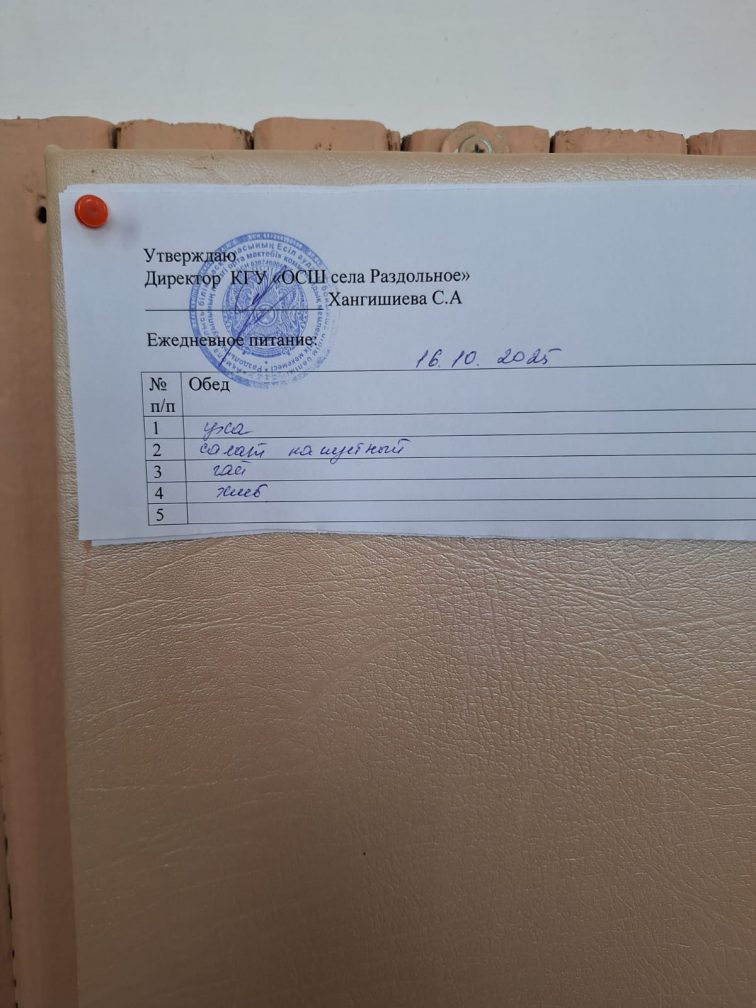 Утверждаю
Директор КГУ «ОСШ села Раздольное»
Хангишиева С.А
Ежедневное питание:
16.10.2025
№ п/п Обед
1 уха
2 салат капустный
3 чай
4 хлеб
5